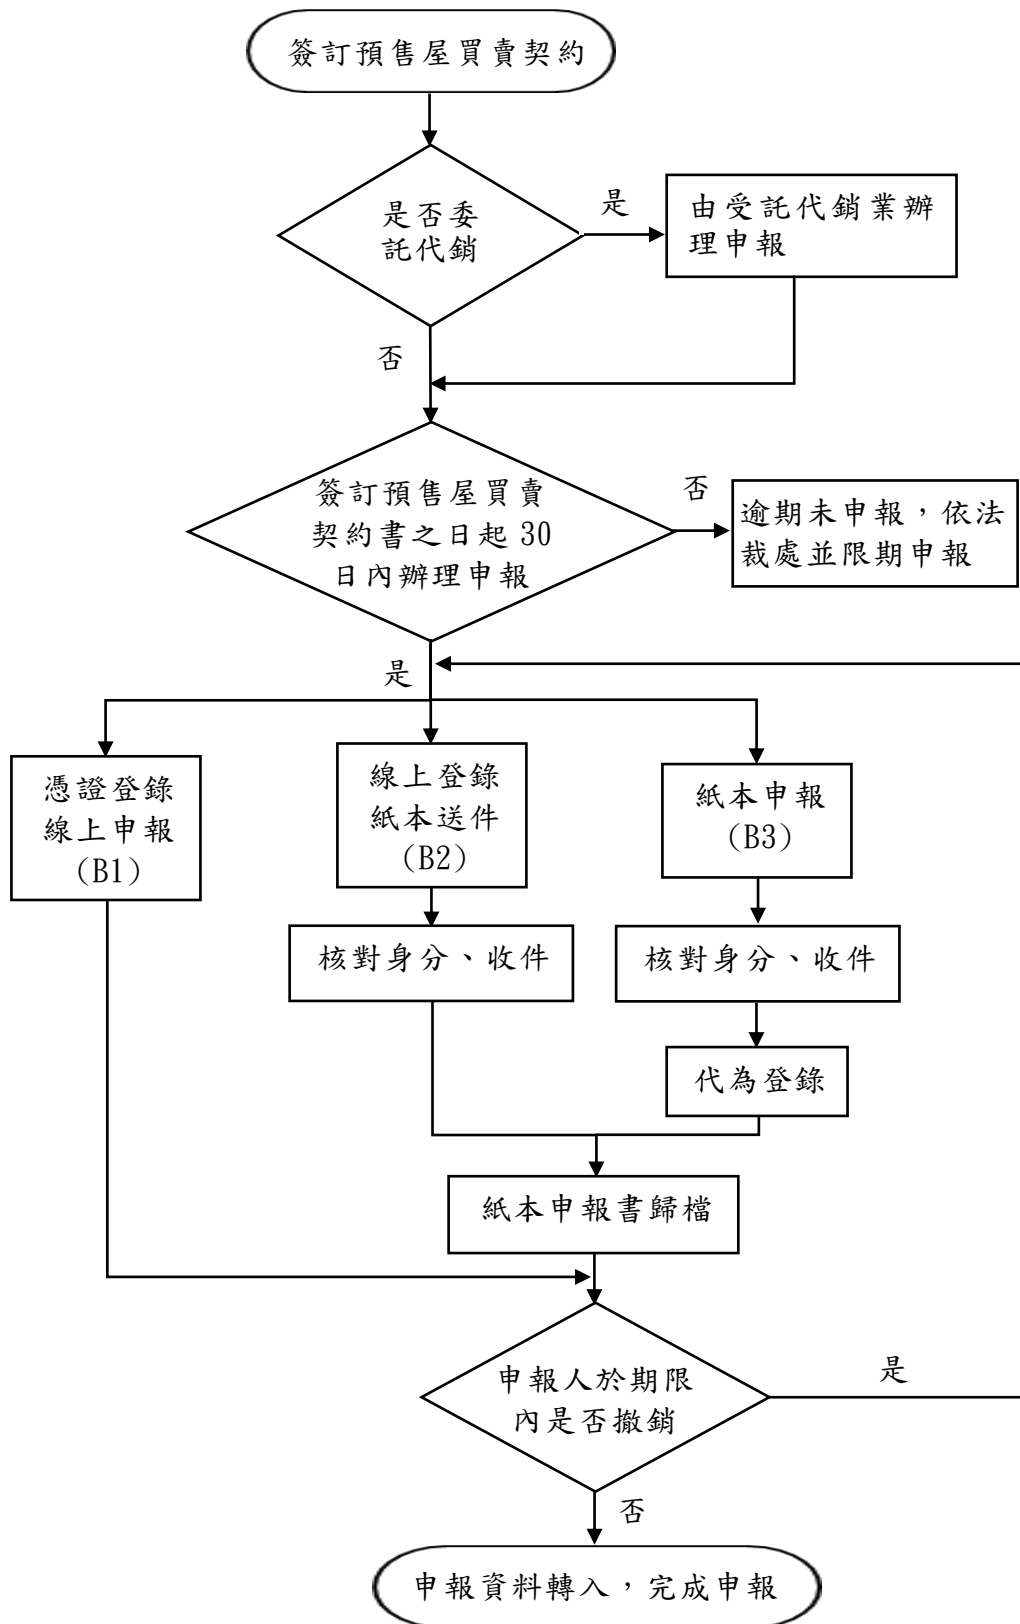 簽訂預售屋買賣契約
是否委
託代銷
是
由受託代銷業辦
理申報
否
簽訂預售屋買賣
契約書之日起 30
日內辦理申報
否
逾期未申報，依法
裁處並限期申報
是
憑證登錄
線上申報
(B1)
線上登錄
紙本送件
(B2)
紙本申報
(B3)
核對身分、收件
核對身分、收件
代為登錄
紙本申報書歸檔
申報人於期限
內是否撤銷
是
否
申報資料轉入，完成申報